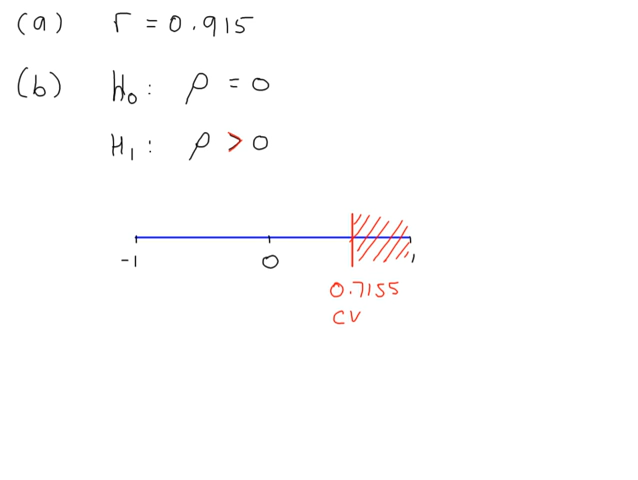 (a) r = 0.915
(b) H₀: ρ = 0
H₁: ρ > 0
-1 0 1
0.7155
CV